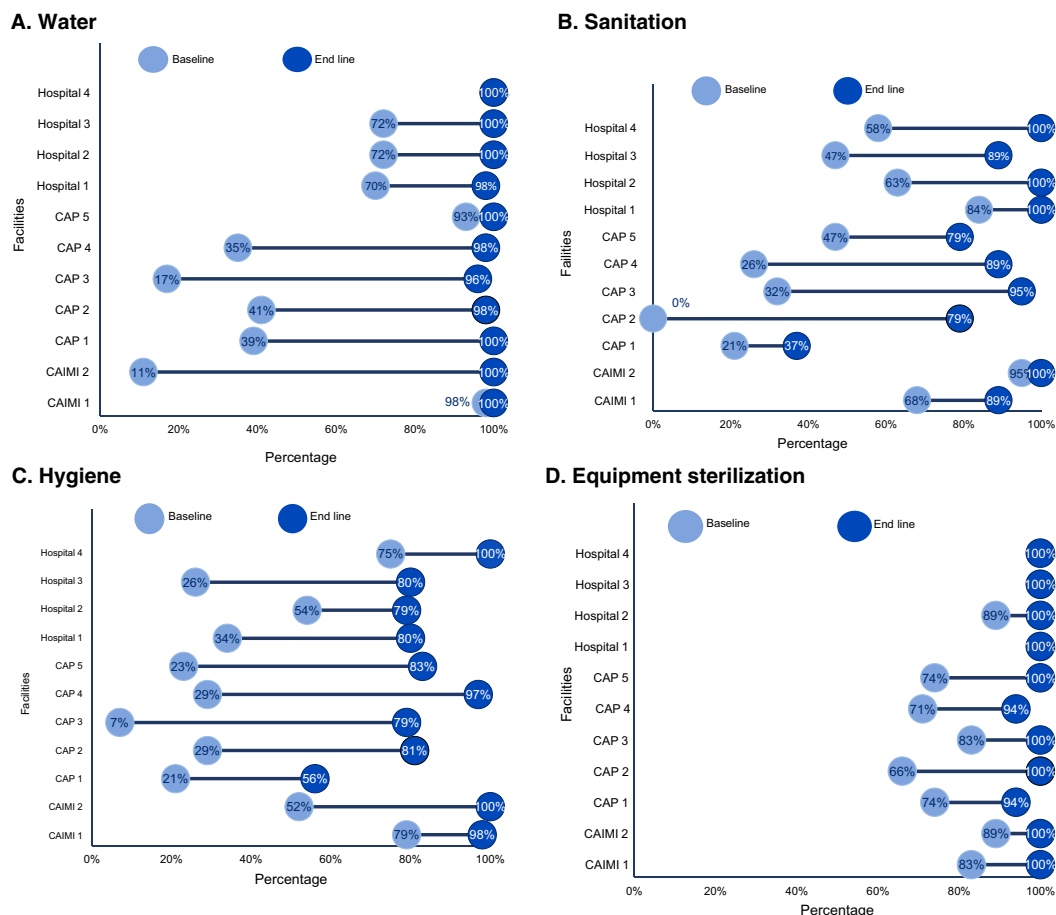 A. Water
Baseline
End line
Facilities
Hospital 4
100%
Hospital 3
72%
100%
Hospital 2
72%
100%
Hospital 1
70%
98%
CAP 5
93%
100%
CAP 4
35%
98%
CAP 3
17%
96%
CAP 2
41%
98%
CAP 1
39%
100%
CAIMI 2
11%
100%
CAIMI 1
98%
100%
0% 20% 40% 60% 80% 100%
Percentage
B. Sanitation
Baseline
End line
Failities
Hospital 4
58%
100%
Hospital 3
47%
89%
Hospital 2
63%
100%
Hospital 1
84%
100%
CAP 5
47%
79%
CAP 4
26%
89%
CAP 3
32%
95%
CAP 2
0%
79%
CAP 1
21%
37%
CAIMI 2
95%
100%
CAIMI 1
68%
89%
0% 20% 40% 60% 80% 100%
Percentage
C. Hygiene
Baseline
End line
Facilities
Hospital 4
75%
100%
Hospital 3
26%
80%
Hospital 2
54%
79%
Hospital 1
34%
80%
CAP 5
23%
83%
CAP 4
29%
97%
CAP 3
7%
79%
CAP 2
29%
81%
CAP 1
21%
56%
CAIMI 2
52%
100%
CAIMI 1
79%
98%
0% 20% 40% 60% 80% 100%
Percentage
D. Equipment sterilization
Baseline
End line
Facilities
Hospital 4
100%
Hospital 3
100%
Hospital 2
89%
100%
Hospital 1
100%
CAP 5
74%
100%
CAP 4
71%
94%
CAP 3
83%
100%
CAP 2
66%
100%
CAP 1
74%
94%
CAIMI 2
89%
100%
CAIMI 1
83%
100%
0% 20% 40% 60% 80% 100%
Percentage